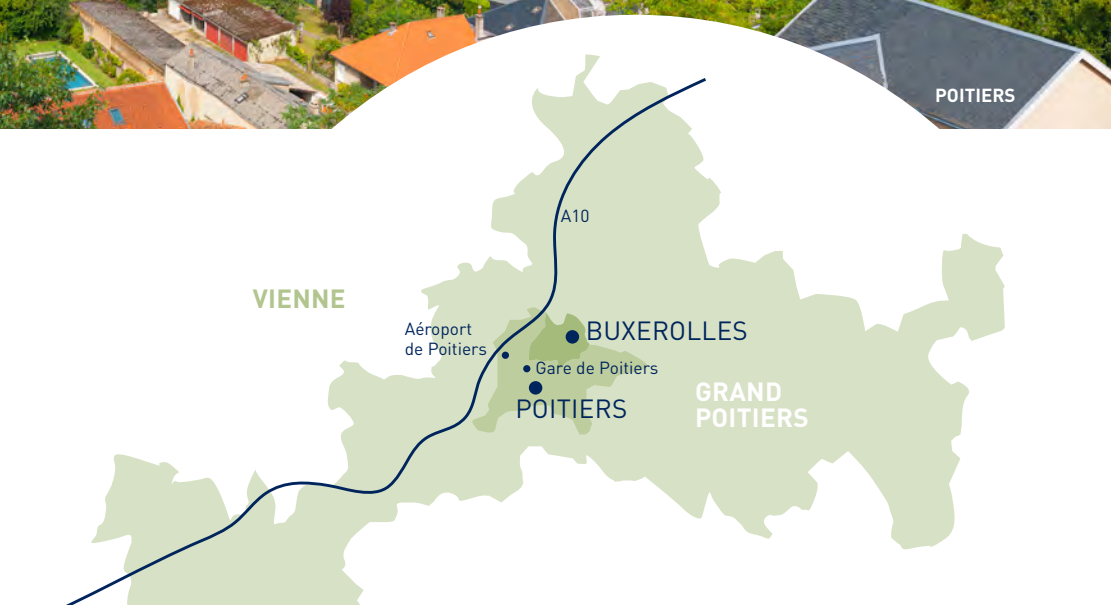 POITIERS
A10
VIENNE
Aéroport
de Poitiers
BUXEROLLES
Gare de Poitiers
POITIERS
GRAND
POITIERS